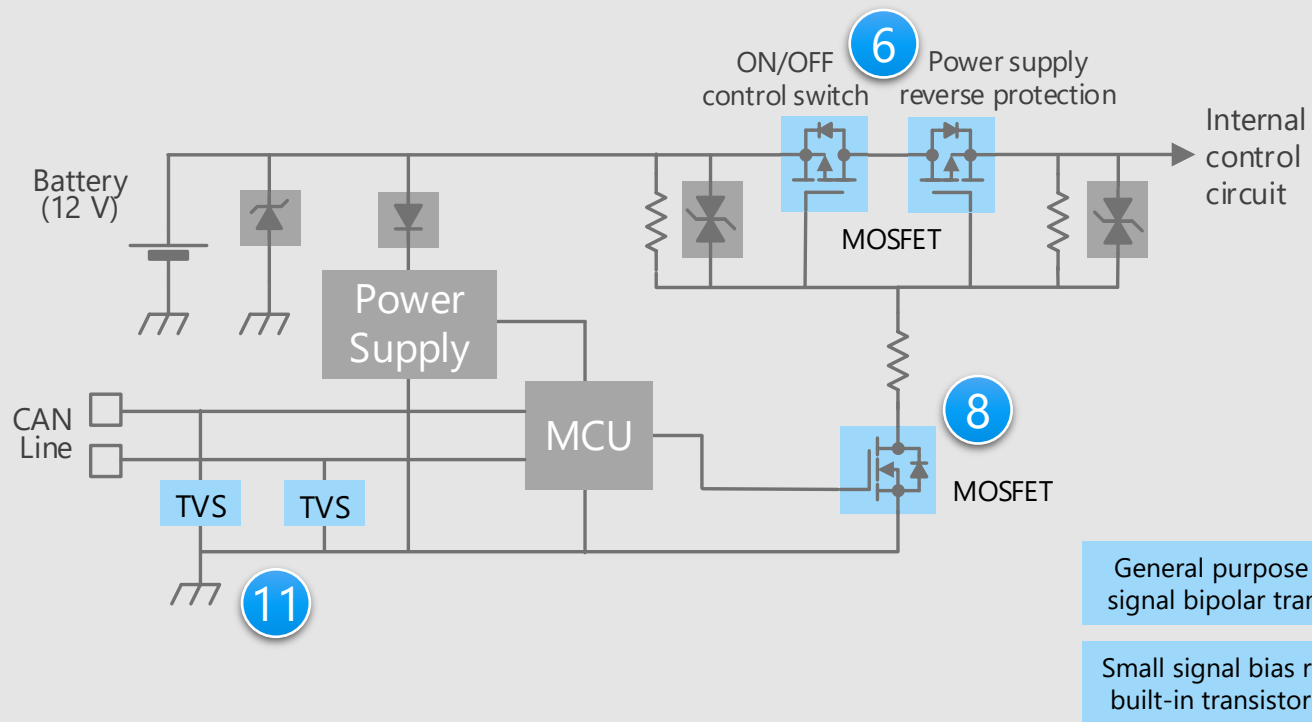 6
ON/OFF
control switch
Power supply
reverse protection
Internal
control
circuit
Battery
(12 V)
MOSFET
Power
Supply
8
CAN
Line
MCU
MOSFET
TVS
TVS
11
General purpose
signal bipolar
Small signal bias
built-in transistor